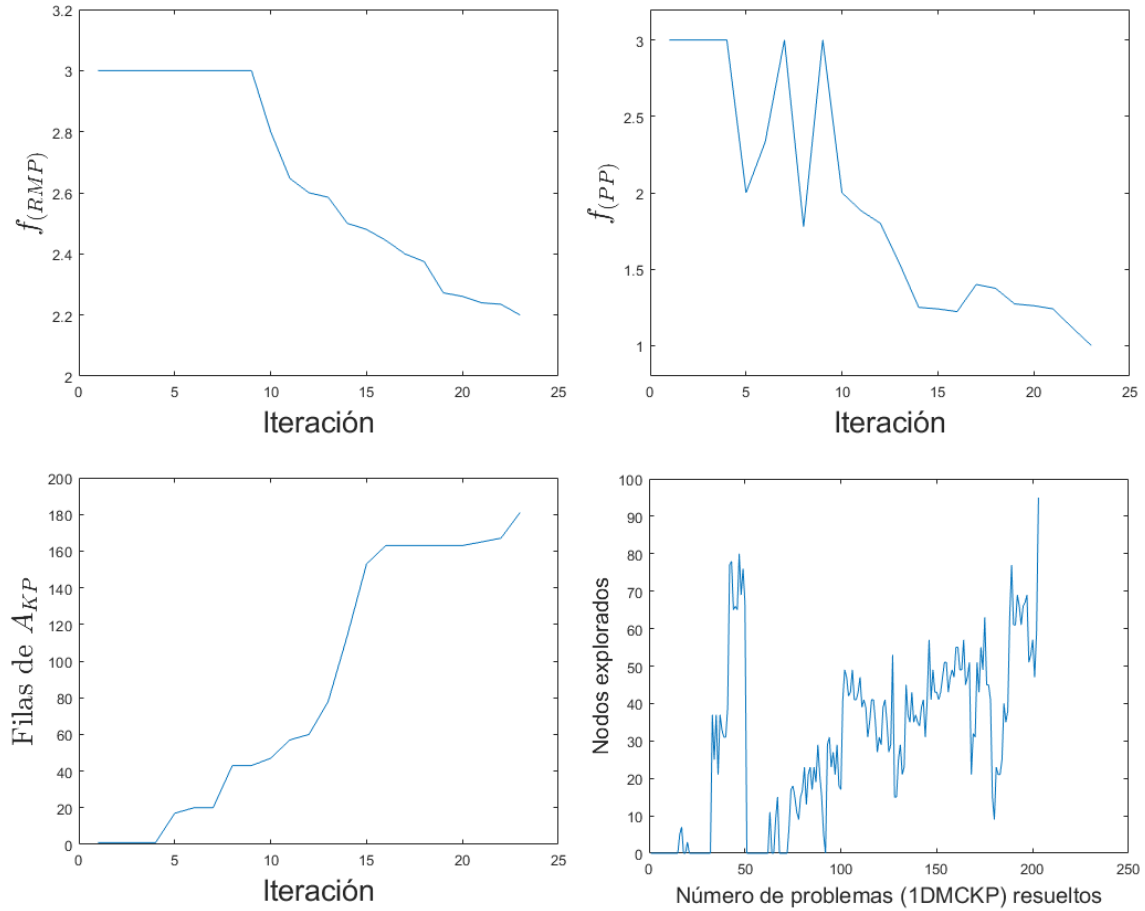 3.2
3
2.8
2.6
2.4
2.2
2
0 5 10 15 20 25
f(RMP)
Iteración
3
2.5
2
1.5
1
0 5 10 15 20 25
f(PP)
Iteración
200
180
160
140
120
100
80
60
40
20
0
0 5 10 15 20 25
Filas de AKP
Iteración
100
90
80
70
60
50
40
30
20
10
0
0 50 100 150 200 250
Nodos explorados
Número de problemas (1DMCKP) resueltos